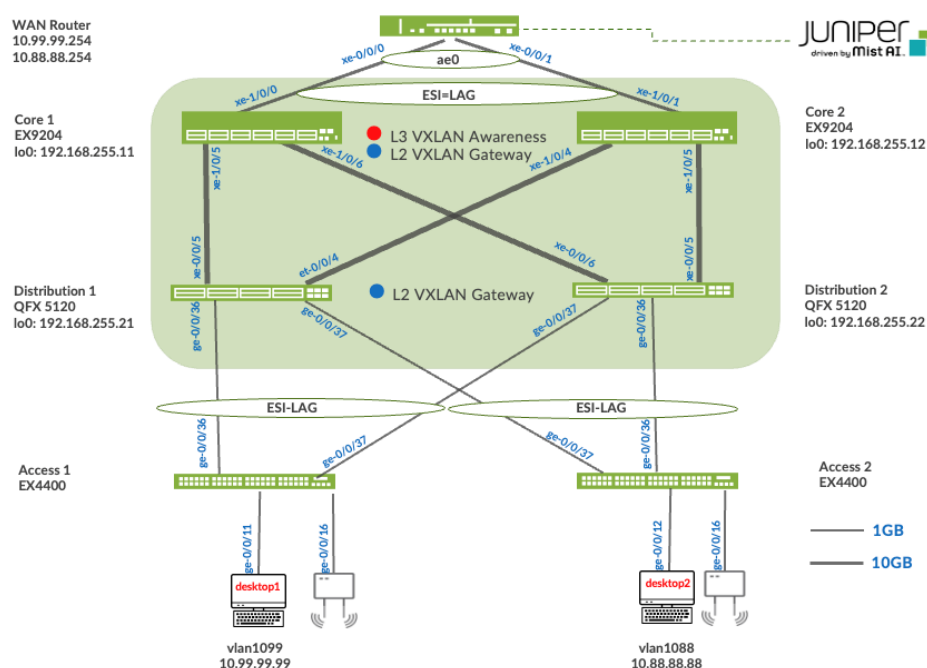 WAN Router
10.99.99.254
10.88.88.254
JUNIPER
driven by Mist AI
xe-0/0/0
xe-0/0/1
ae0
xe-1/0/0
xe-1/0/1
ESI=LAG
Core 1
EX9204
lo0: 192.168.255.11
L3 VXLAN Awareness
L2 VXLAN Gateway
Core 2
EX9204
lo0: 192.168.255.12
xe-1/0/5
xe-1/0/6
xe-1/0/4
xe-1/0/5
xe-0/0/5
et-0/0/4
xe-0/0/6
xe-0/0/5
Distribution 1
QFX 5120
lo0: 192.168.255.21
L2 VXLAN Gateway
Distribution 2
QFX 5120
lo0: 192.168.255.22
ge-0/0/36
ge-0/0/37
ge-0/0/37
ge-0/0/36
ESI-LAG
ESI-LAG
ge-0/0/36
ge-0/0/37
ge-0/0/37
ge-0/0/36
Access 1
EX4400
Access 2
EX4400
ge-0/0/11
ge-0/0/16
ge-0/0/12
ge-0/0/16
1GB
10GB
desktop1
desktop2
vlan1099
10.99.99.99
vlan1088
10.88.88.88